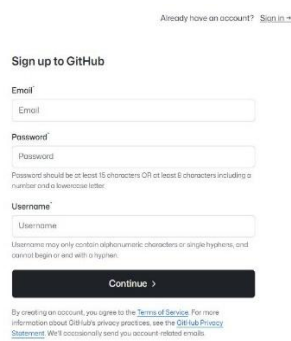 Already have an account? Sign in →
Sign up to GitHub
Email*
Email
Password*
Password
Password should be at least 15 characters OR at least 8 characters including a
number and a lowercase letter.
Username*
Username
Username may only contain alphanumeric characters or single hyphens, and
cannot begin or end with a hyphen.
Continue >
By creating an account, you agree to the Terms of Service. For more
information about GitHub's privacy practices, see the GitHub Privacy
Statement. We'll occasionally send you account-related emails.